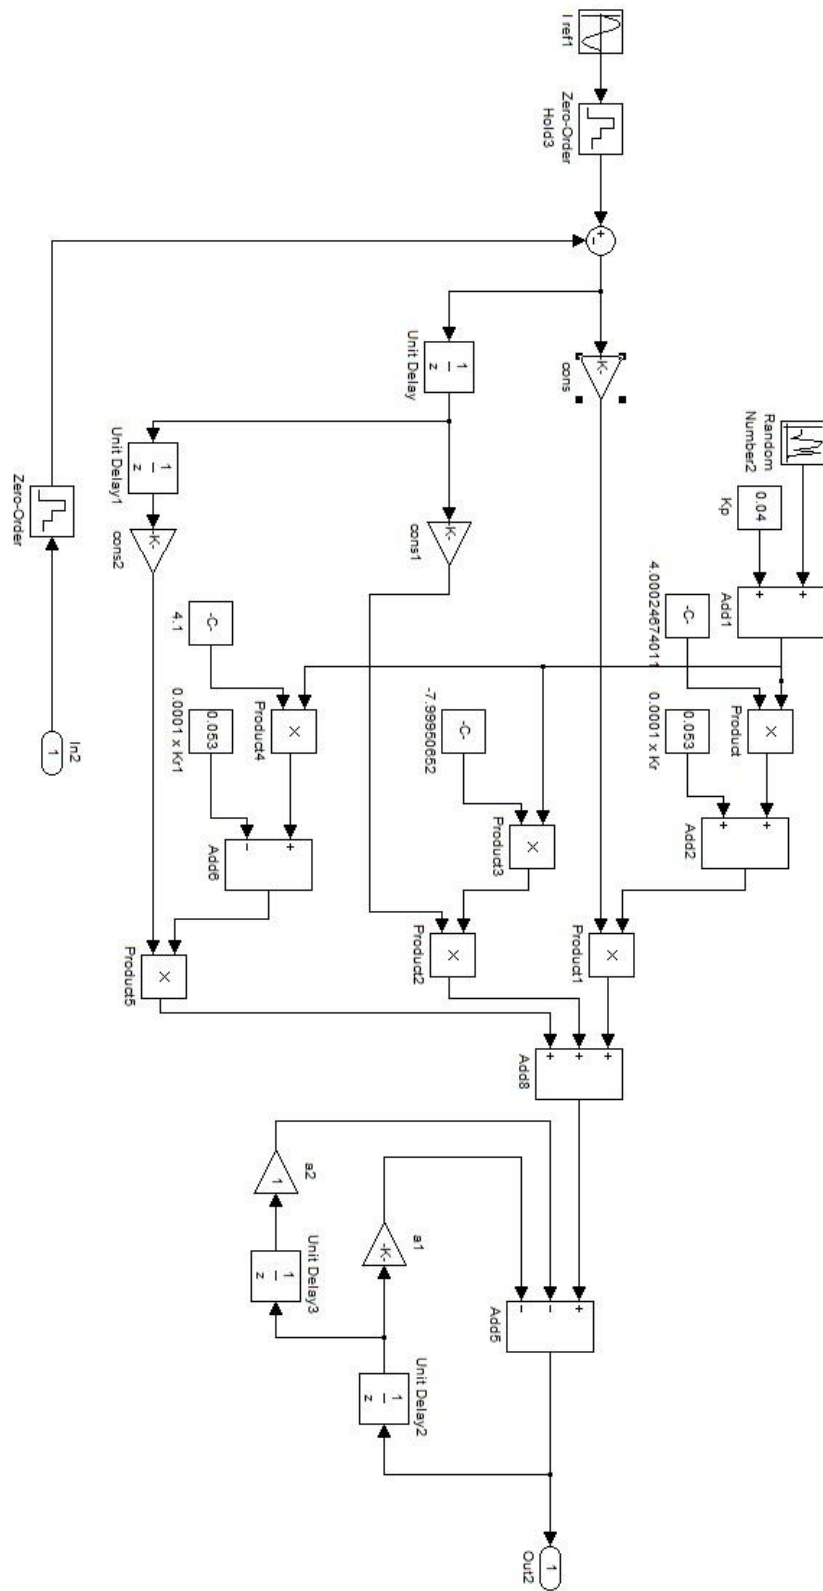 I ref1
Zero-Order
Hold3
+
-
-K-
cons
Random
Number2
0.04
Kp
+
+
Add1
-C-
4.00024674011
×
Product
0.053
0.0001 x Kr
+
+
Add2
×
Product1
1
z
Unit Delay
-K-
cons1
-C-
-7.99950652
×
Product3
×
Product2
1
z
Unit Delay1
-K-
cons2
-C-
4.1
×
Product4
0.053
0.0001 x Kr1
+
-
Add6
×
Product5
+
+
+
Add8
+
-
-
Add5
-K-
a1
1
a2
1
z
Unit Delay3
1
z
Unit Delay2
1
Out2
Zero-Order
1
In2